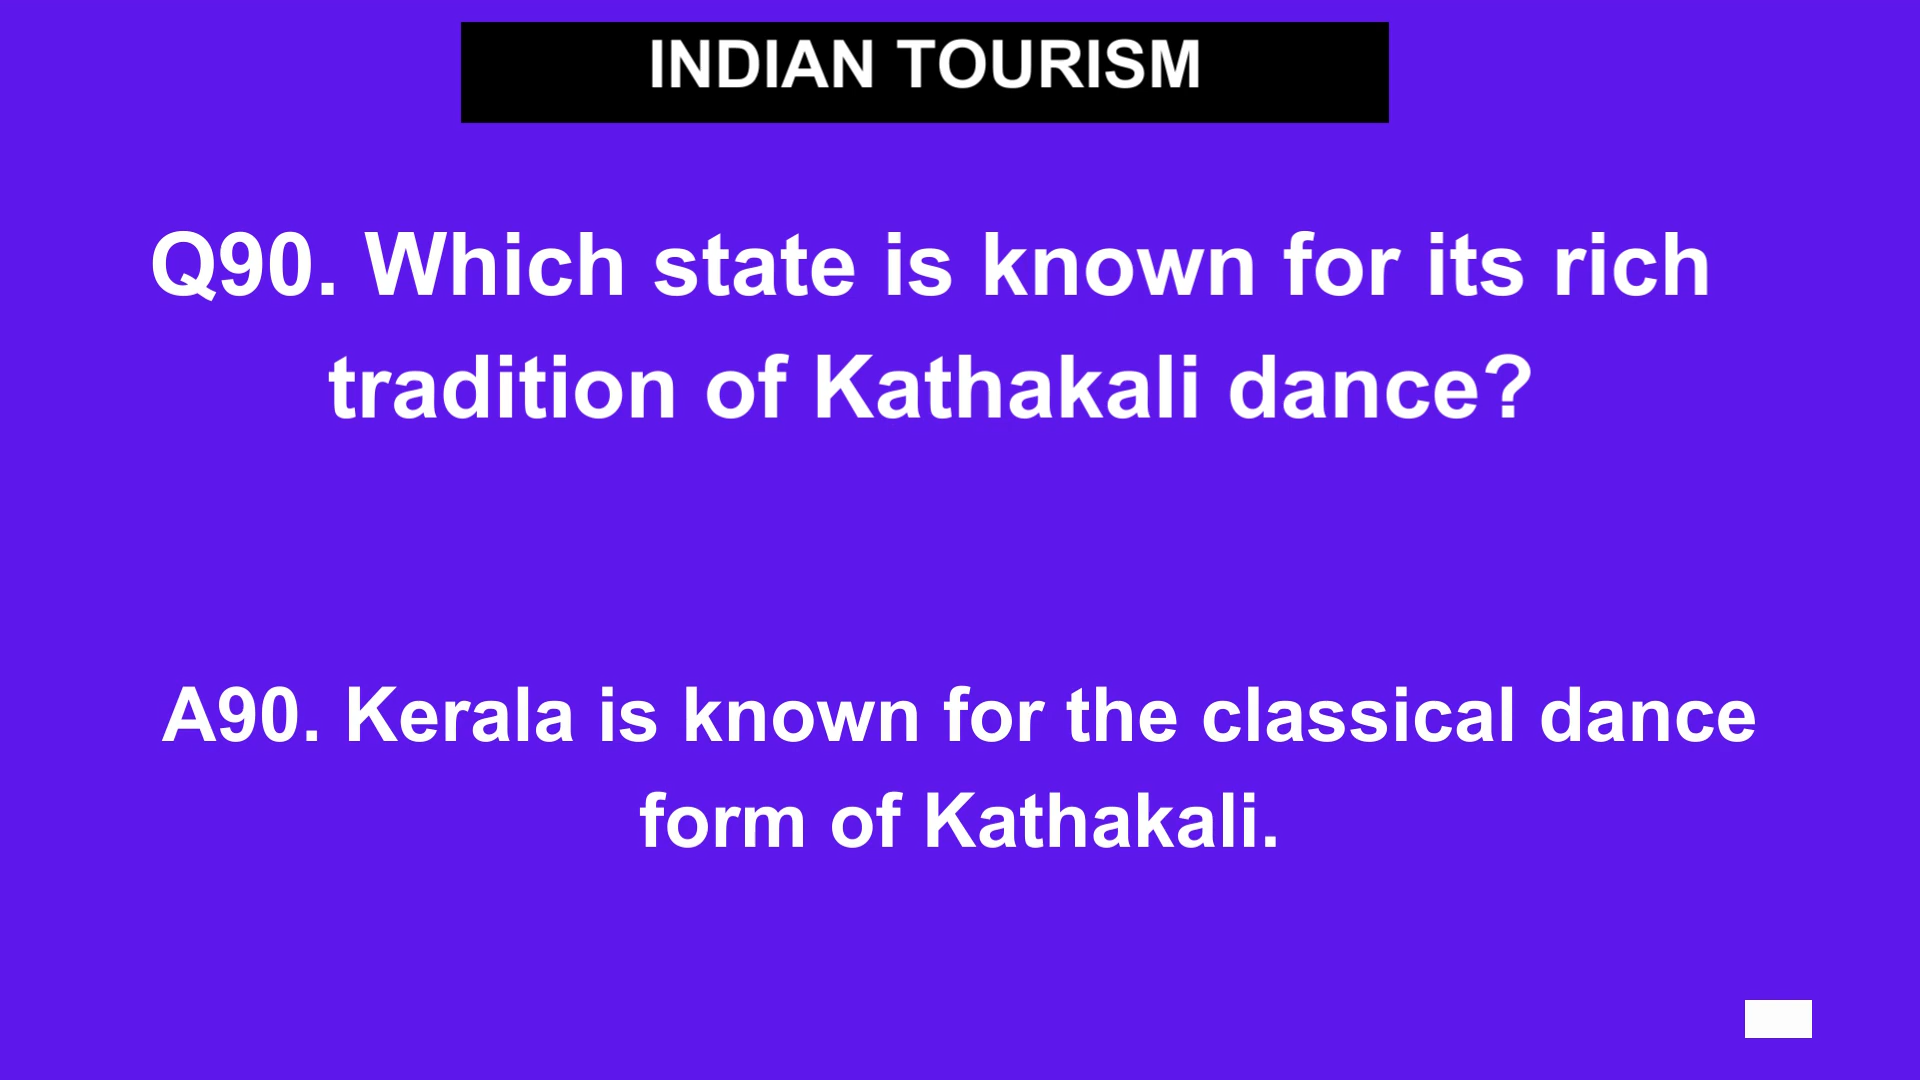 INDIAN TOURISM
Q90. Which state is known for its rich
tradition of Kathakali dance?
A90. Kerala is known for the classical dance
form of Kathakali.